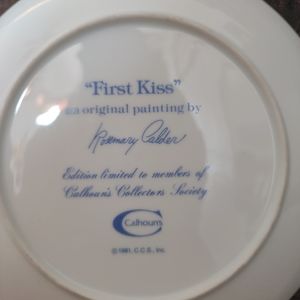 "First Kiss"
an original painting by
Rosemary Calder
Edition limited to members of
Calhoun's Collectors Society
Calhoun's
© 1981, C.C.S., Inc.